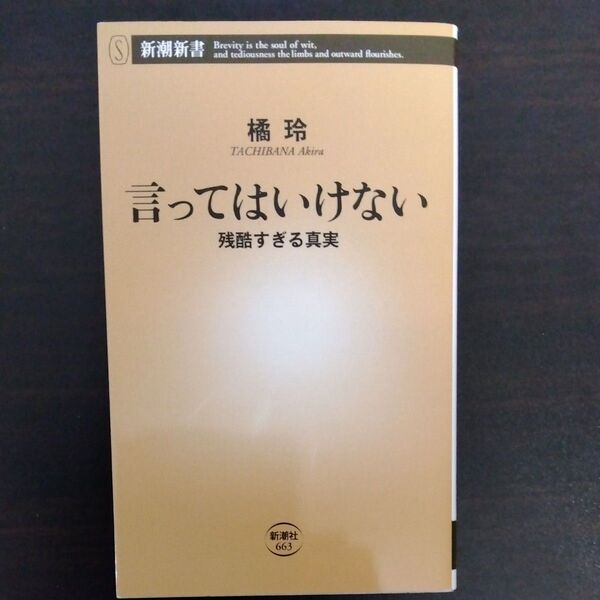 S 新潮新書 Brevity is the soul of wit,
and tediousness the limbs and outward flourishes.
橘 玲
TACHIBANA Akira
言ってはいけない
残酷すぎる真実
新潮社
663